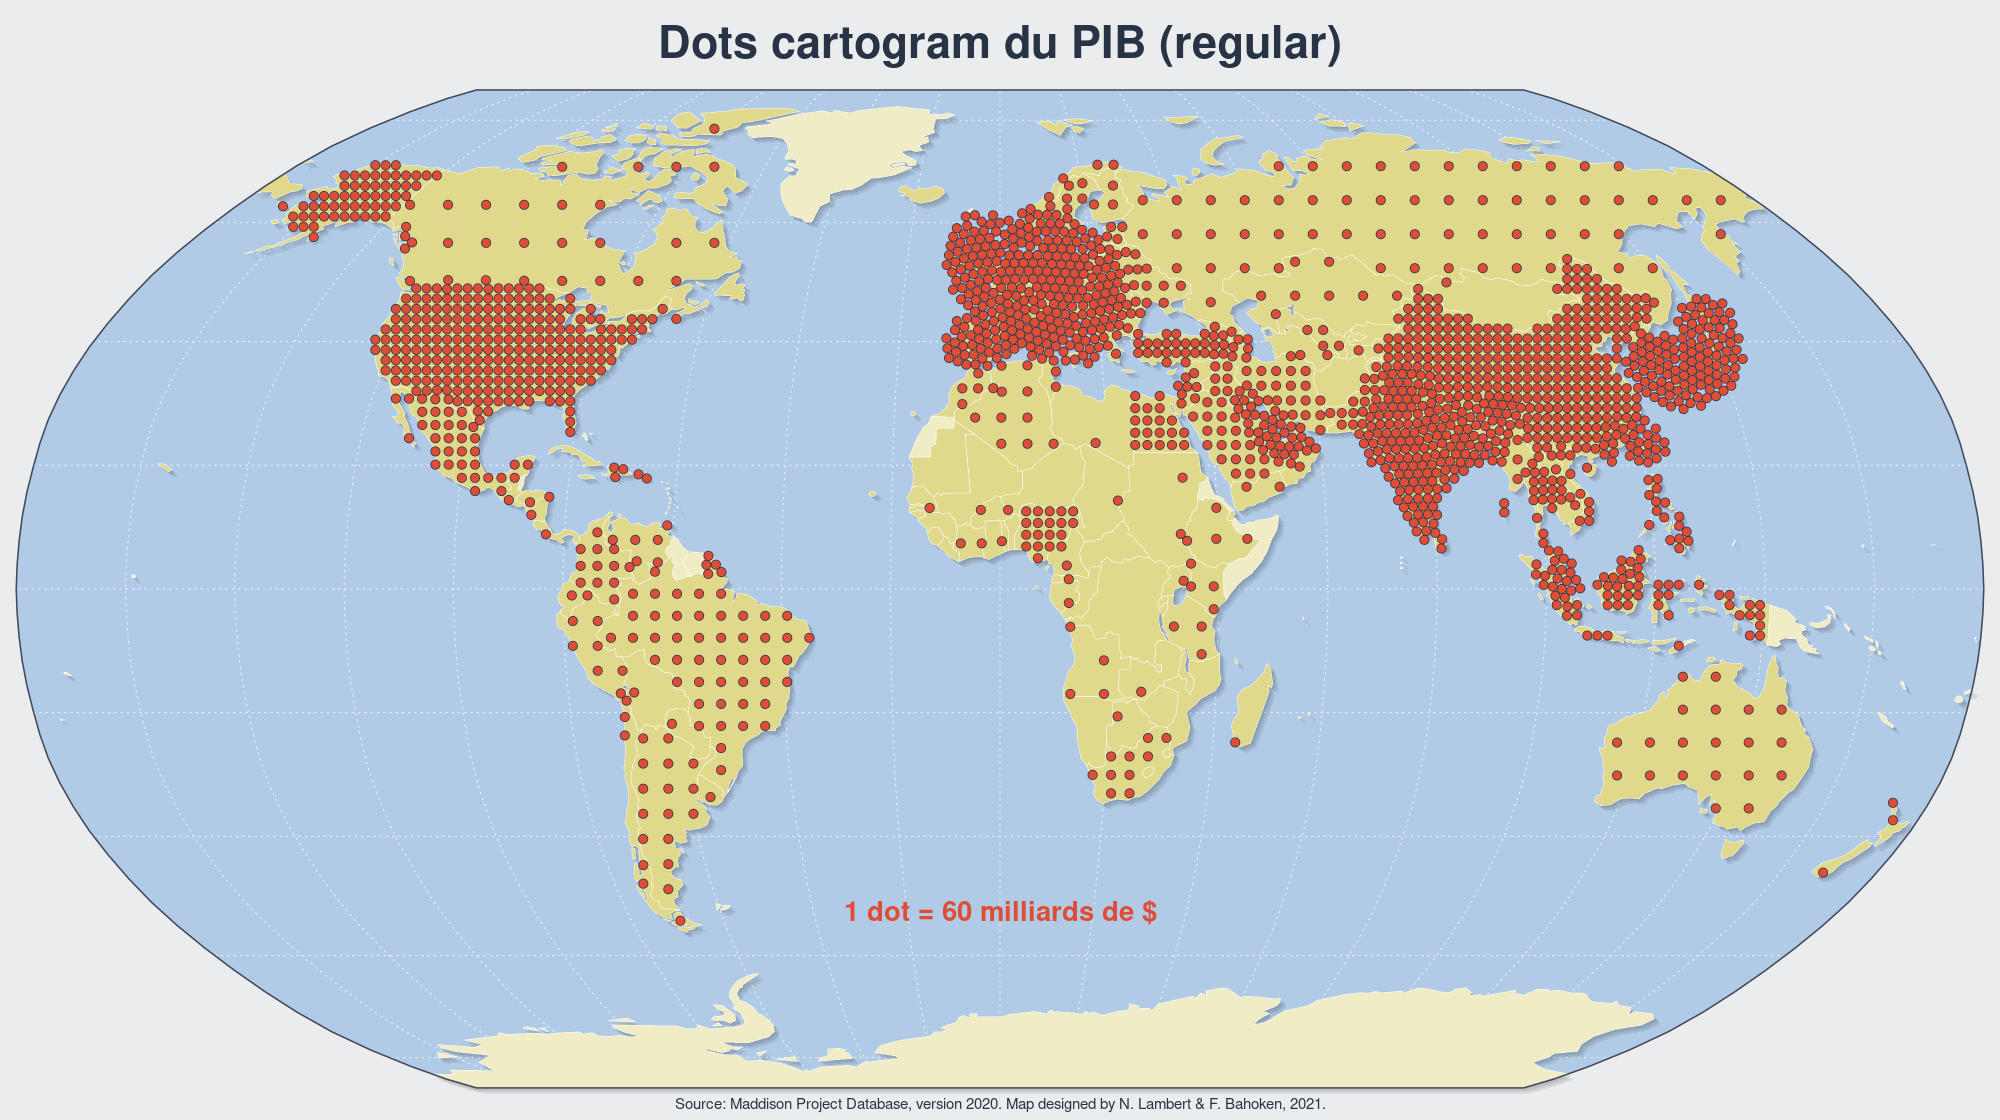 Dots cartogram du PIB (regular)
1 dot = 60 milliards de $
Source: Maddison Project Database, version 2020. Map designed by N. Lambert & F. Bahoken, 2021.